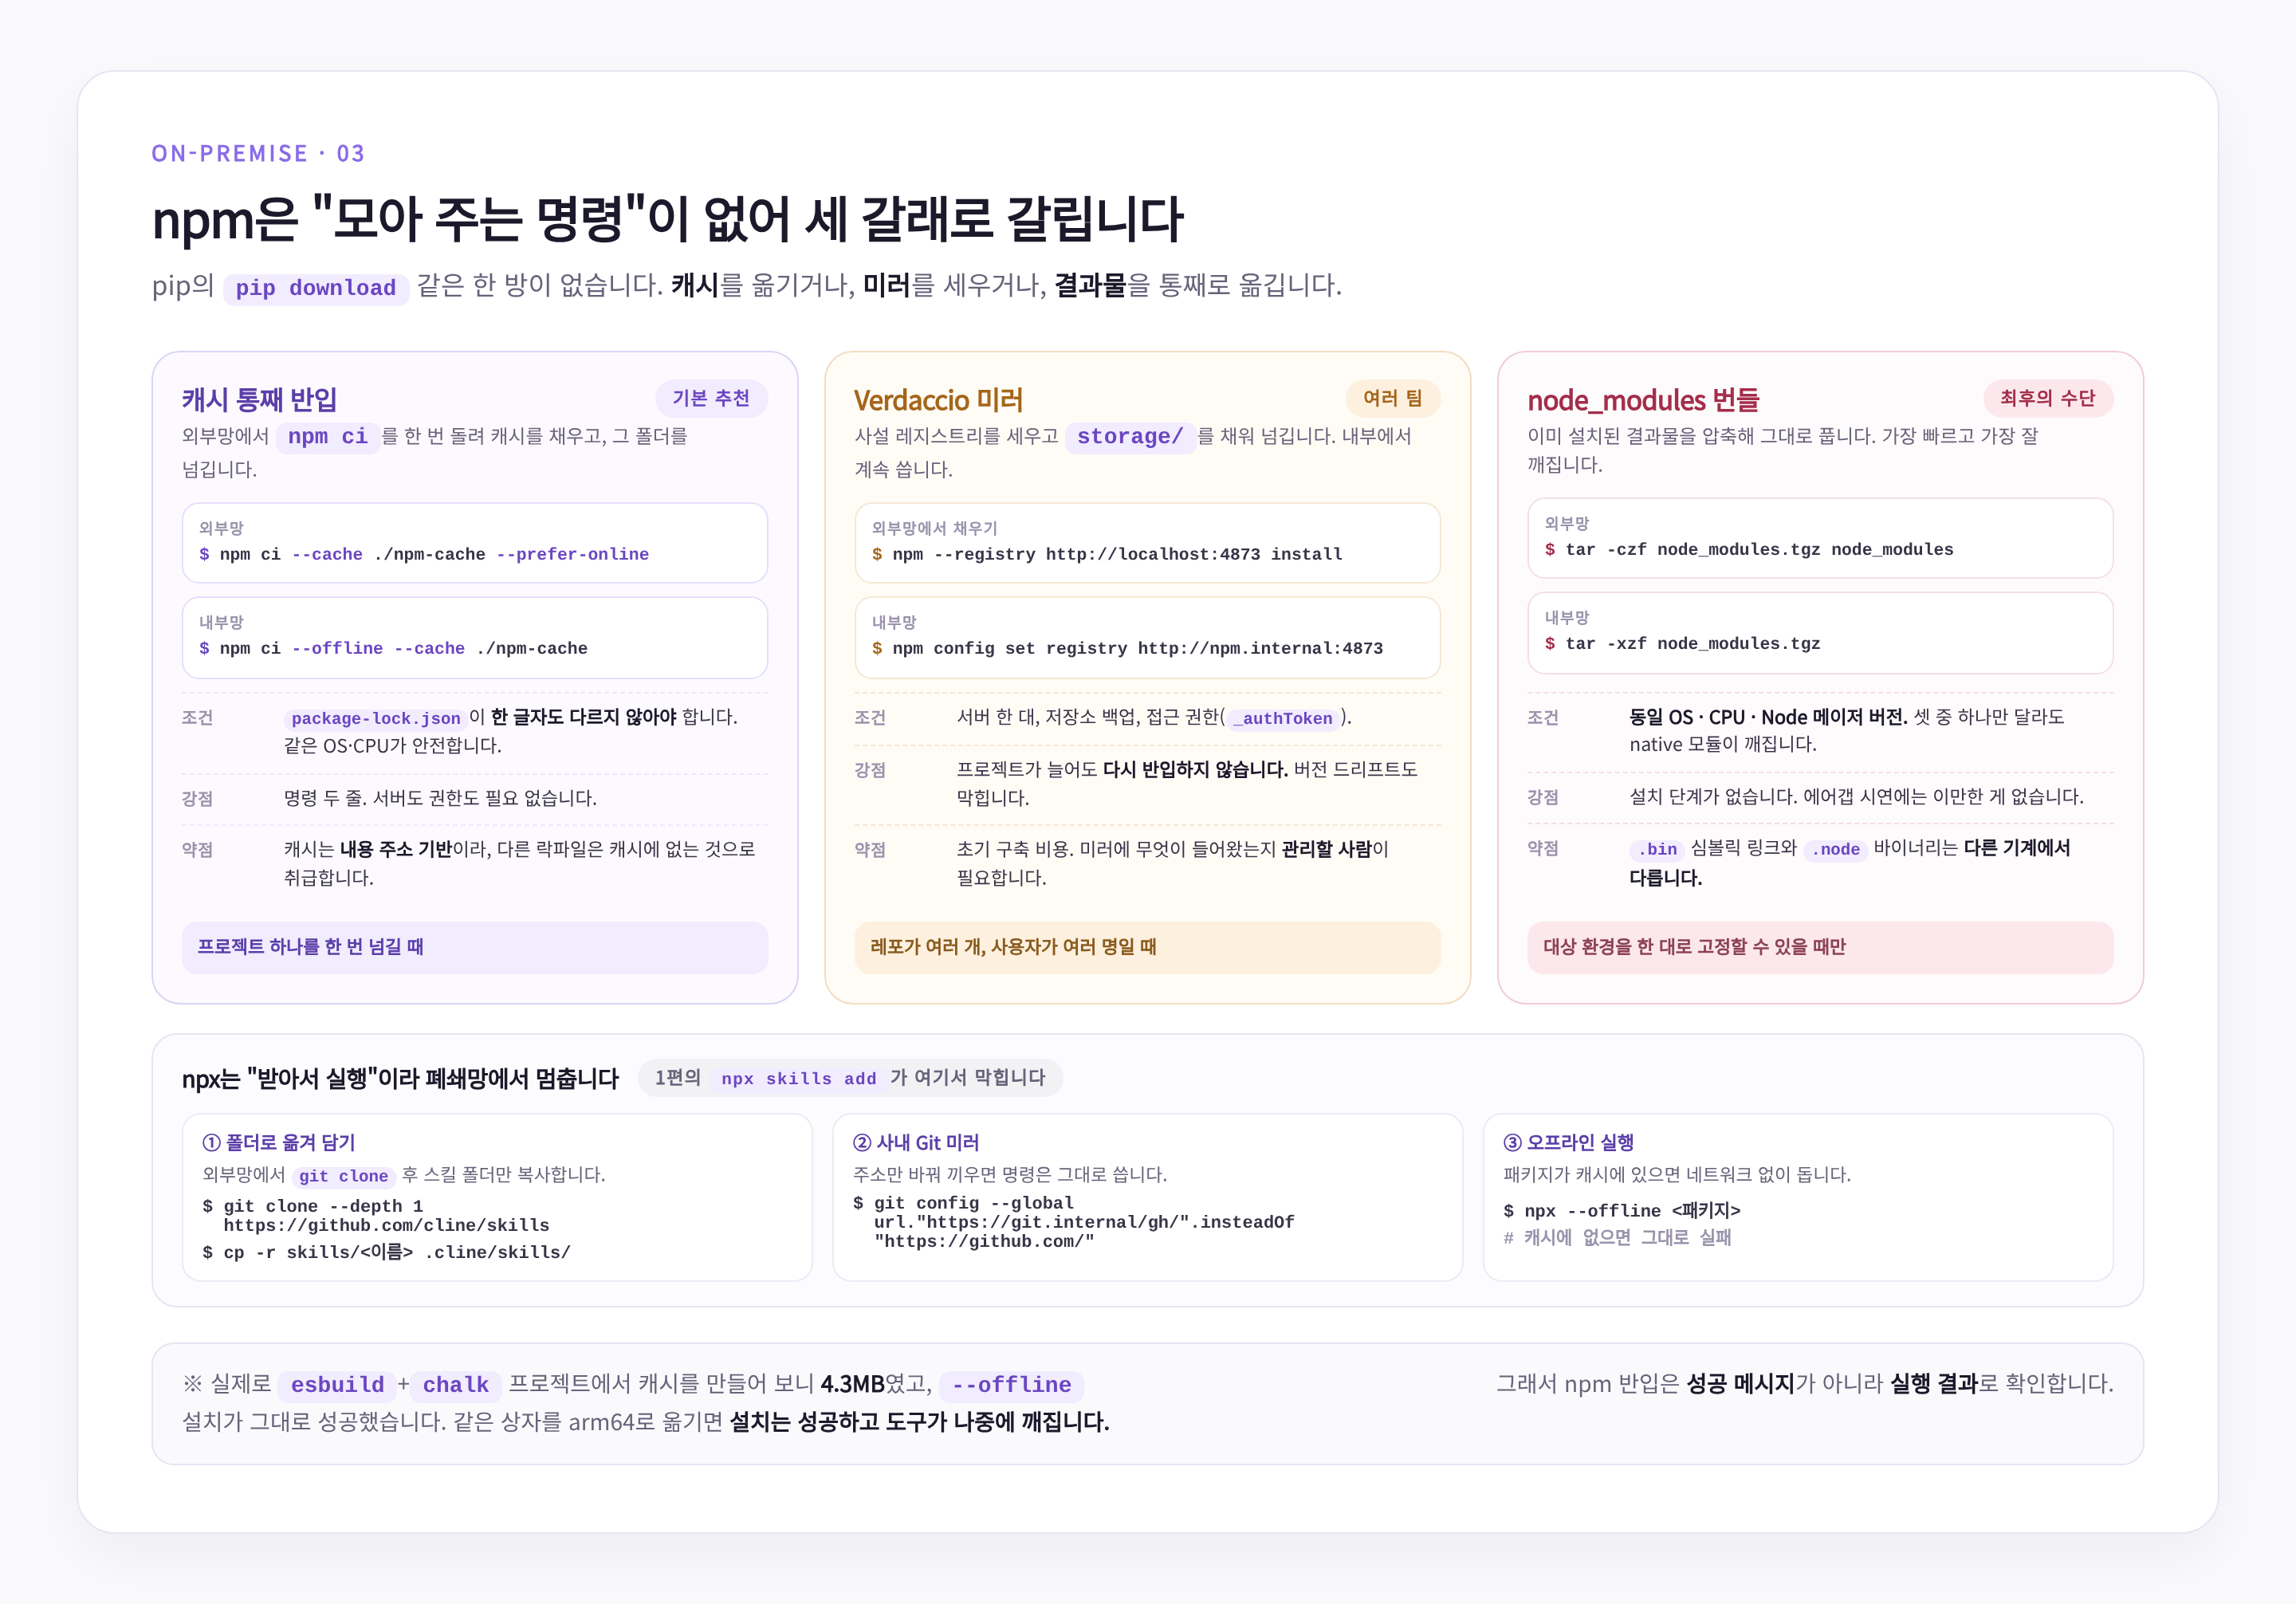 ON-PREMISE · 03
npm은 "모아 주는 명령"이 없어 세 갈래로 갈립니다
pip의 pip download 같은 한 방이 없습니다. 캐시를 옮기거나, 미러를 세우거나, 결과물을 통째로 옮깁니다.
캐시 통째 반입
기본 추천
외부망에서 npm ci를 한 번 돌려 캐시를 채우고, 그 폴더를
넘깁니다.
외부망
$ npm ci --cache ./npm-cache --prefer-online
내부망
$ npm ci --offline --cache ./npm-cache
조건
package-lock.json이 한 글자도 다르지 않아야 합니다.
같은 OS·CPU가 안전합니다.
강점
명령 두 줄. 서버도 권한도 필요 없습니다.
약점
캐시는 내용 주소 기반이라, 다른 락파일은 캐시에 없는 것으로
취급합니다.
프로젝트 하나를 한 번 넘길 때
Verdaccio 미러
여러 팀
사설 레지스트리를 세우고 storage/를 채워 넘깁니다. 내부에서
계속 씁니다.
외부망에서 채우기
$ npm --registry http://localhost:4873 install
내부망
$ npm config set registry http://npm.internal:4873
조건
서버 한 대, 저장소 백업, 접근 권한(_authToken).
강점
프로젝트가 늘어도 다시 반입하지 않습니다. 버전 드리프트도
막힙니다.
약점
초기 구축 비용. 미러에 무엇이 들어왔는지 관리할 사람이
필요합니다.
레포가 여러 개, 사용자가 여러 명일 때
node_modules 번들
최후의 수단
이미 설치된 결과물을 압축해 그대로 풉니다. 가장 빠르고 가장 잘
깨집니다.
외부망
$ tar -czf node_modules.tgz node_modules
내부망
$ tar -xzf node_modules.tgz
조건
동일 OS · CPU · Node 메이저 버전. 셋 중 하나만 달라도
native 모듈이 깨집니다.
강점
설치 단계가 없습니다. 에어갭 시연에는 이만한 게 없습니다.
약점
.bin 심볼릭 링크와 .node 바이너리는 다른 기계에서
다릅니다.
대상 환경을 한 대로 고정할 수 있을 때만
npx는 "받아서 실행"이라 폐쇄망에서 멈춥니다
1편의 npx skills add 가 여기서 막힙니다
① 폴더로 옮겨 담기
외부망에서 git clone 후 스킬 폴더만 복사합니다.
$ git clone --depth 1
https://github.com/cline/skills
$ cp -r skills/<이름> .cline/skills/
② 사내 Git 미러
주소만 바꿔 끼우면 명령은 그대로 씁니다.
$ git config --global
url."https://git.internal/gh/".insteadOf
"https://github.com/"
③ 오프라인 실행
패키지가 캐시에 있으면 네트워크 없이 돕니다.
$ npx --offline <패키지>
# 캐시에 없으면 그대로 실패
※ 실제로 esbuild+chalk 프로젝트에서 캐시를 만들어 보니 4.3MB였고, --offline
설치가 그대로 성공했습니다. 같은 상자를 arm64로 옮기면 설치는 성공하고 도구가 나중에 깨집니다.
그래서 npm 반입은 성공 메시지가 아니라 실행 결과로 확인합니다.